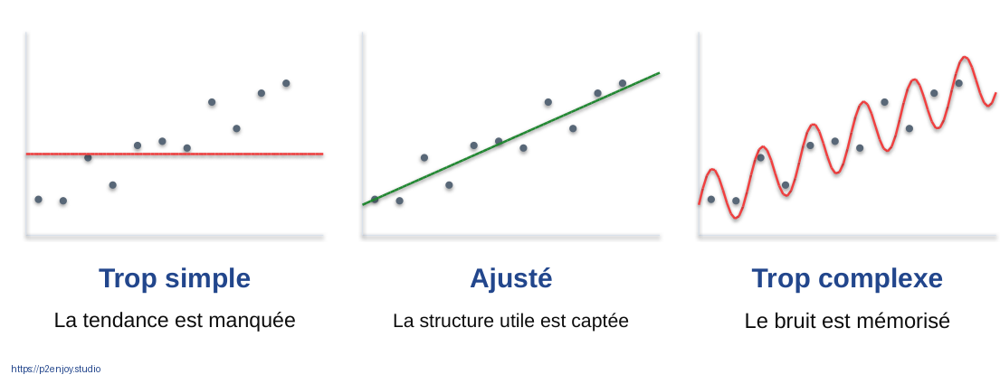 Trop simple
Ajusté
Trop complexe
La tendance est manquée
La structure utile est captée
Le bruit est mémorisé
https://p2enjoy.studio